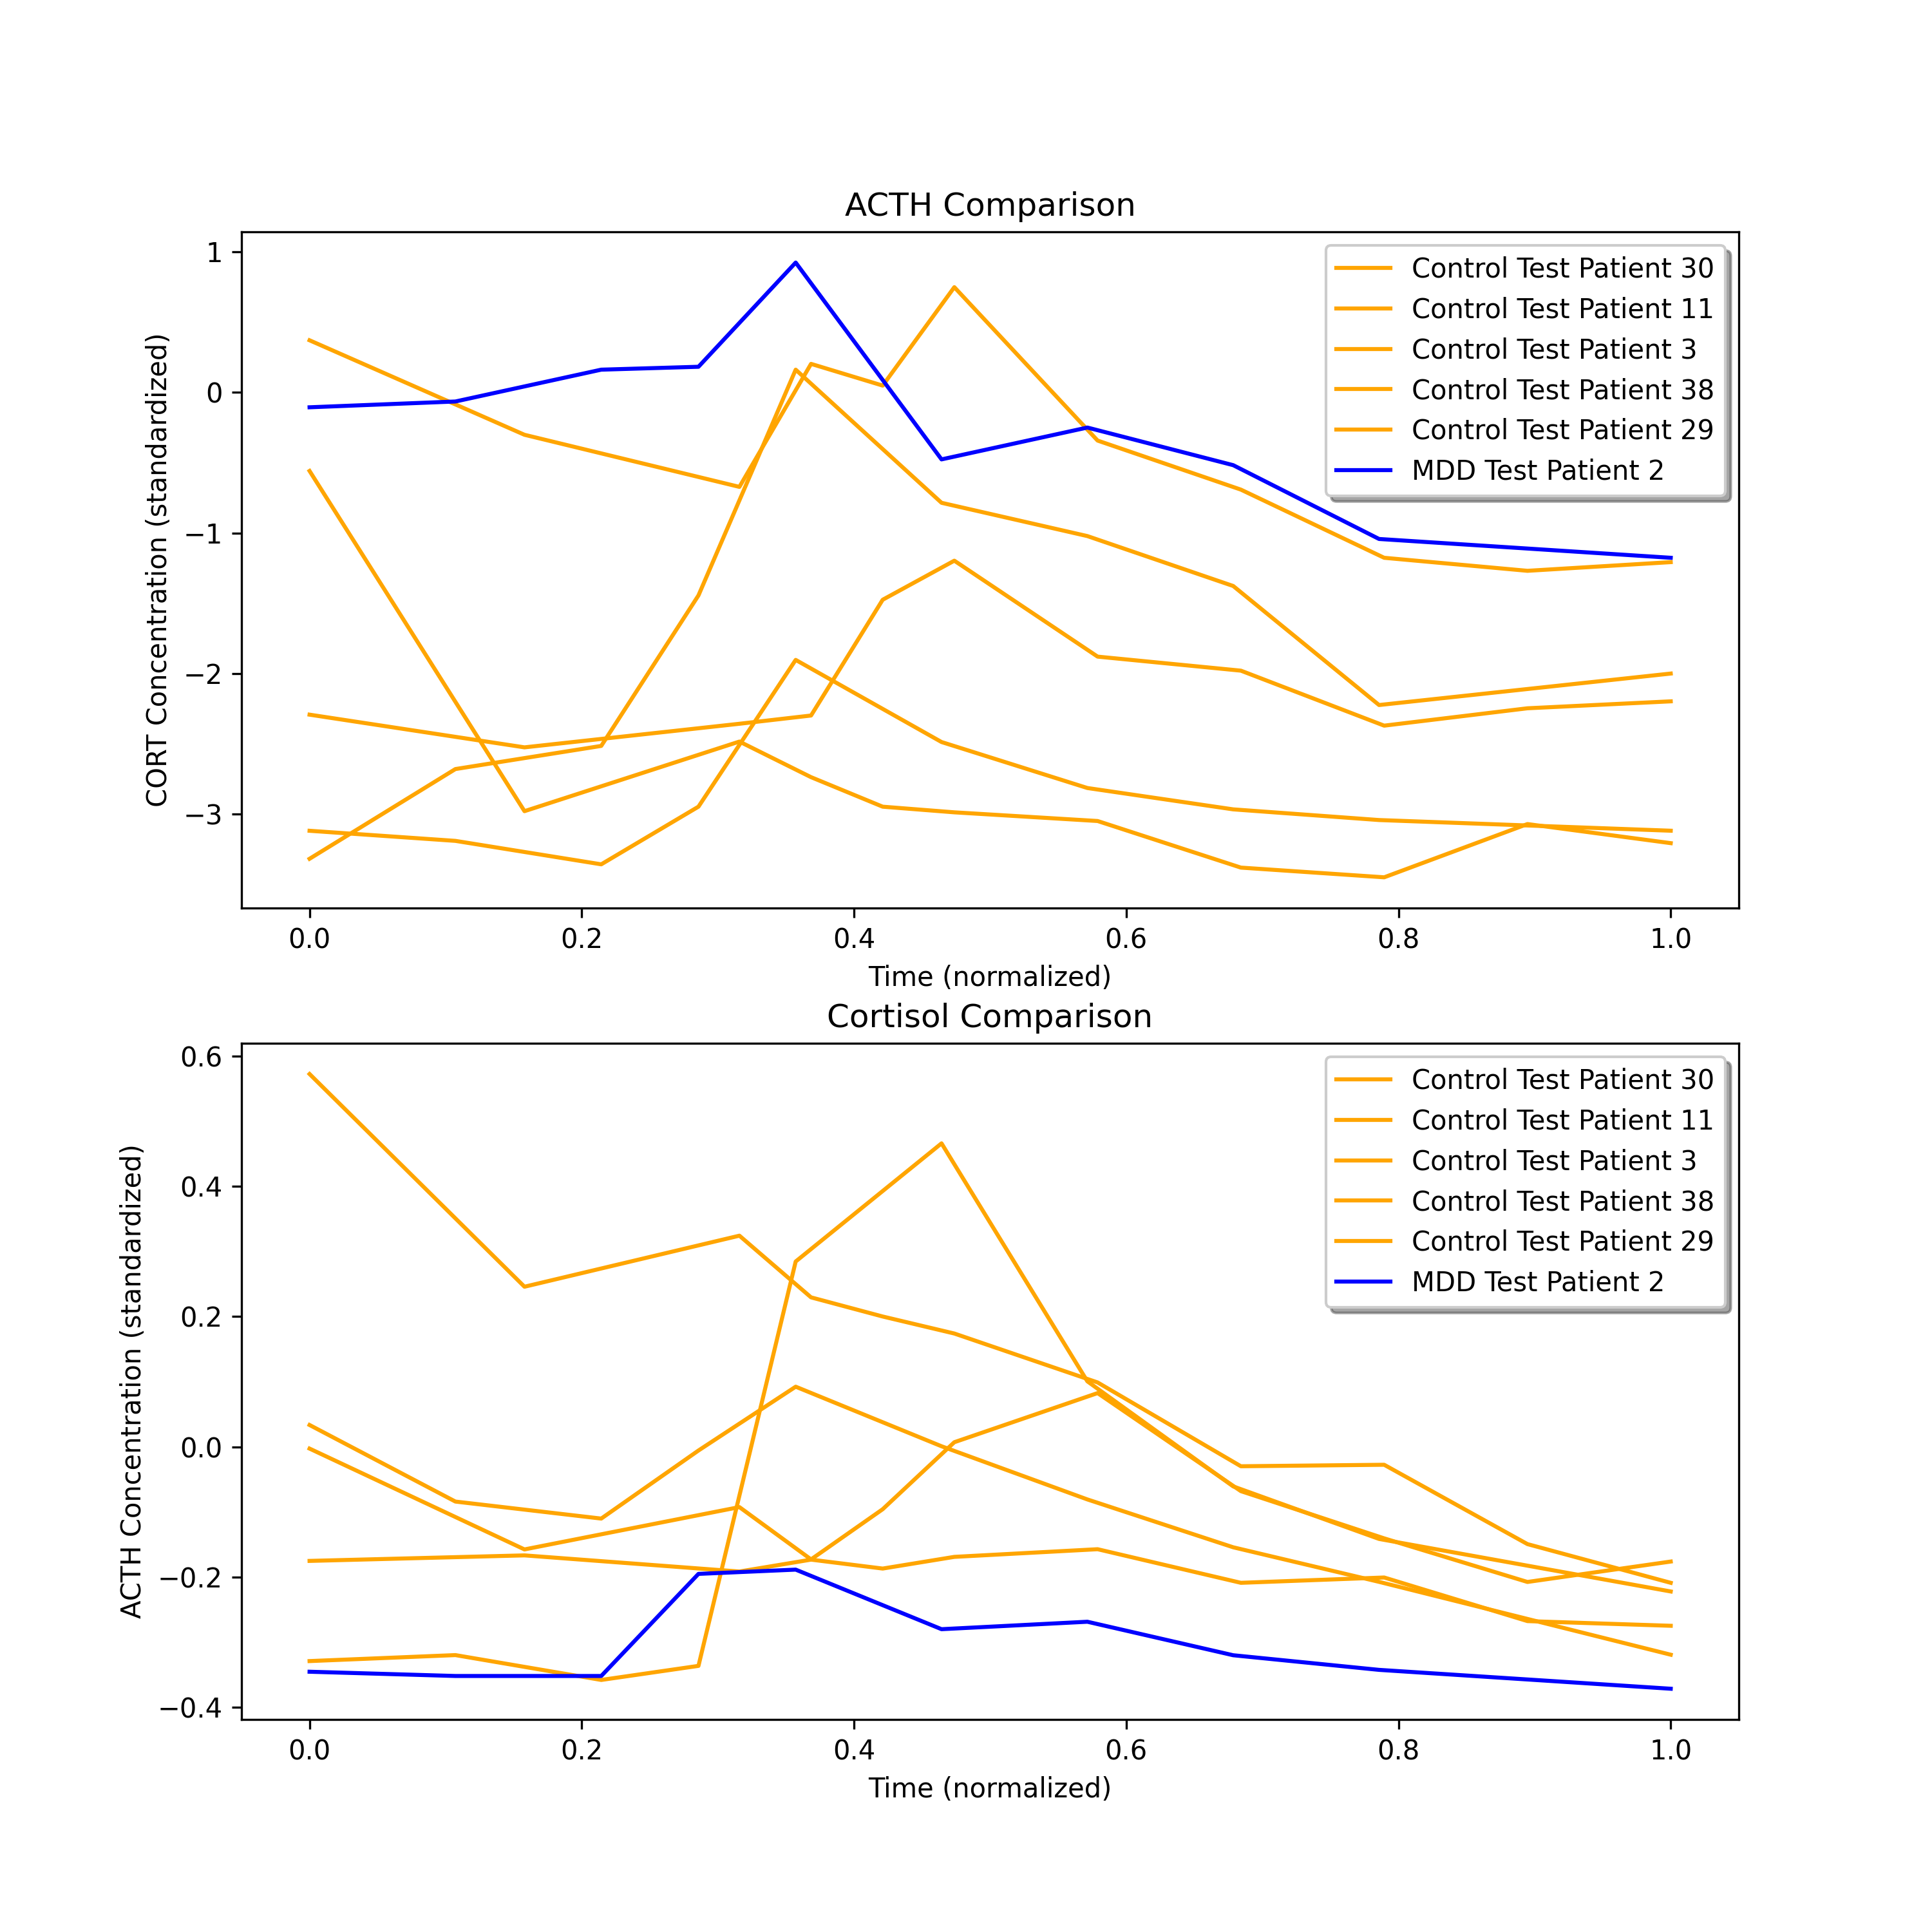 ACTH Comparison
1
0
−1
−2
−3
CORT Concentration (standardized)
Control Test Patient 30
Control Test Patient 11
Control Test Patient 3
Control Test Patient 38
Control Test Patient 29
MDD Test Patient 2
0.0 0.2 0.4 0.6 0.8 1.0
Time (normalized)
Cortisol Comparison
0.6
0.4
0.2
0.0
−0.2
−0.4
ACTH Concentration (standardized)
Control Test Patient 30
Control Test Patient 11
Control Test Patient 3
Control Test Patient 38
Control Test Patient 29
MDD Test Patient 2
0.0 0.2 0.4 0.6 0.8 1.0
Time (normalized)